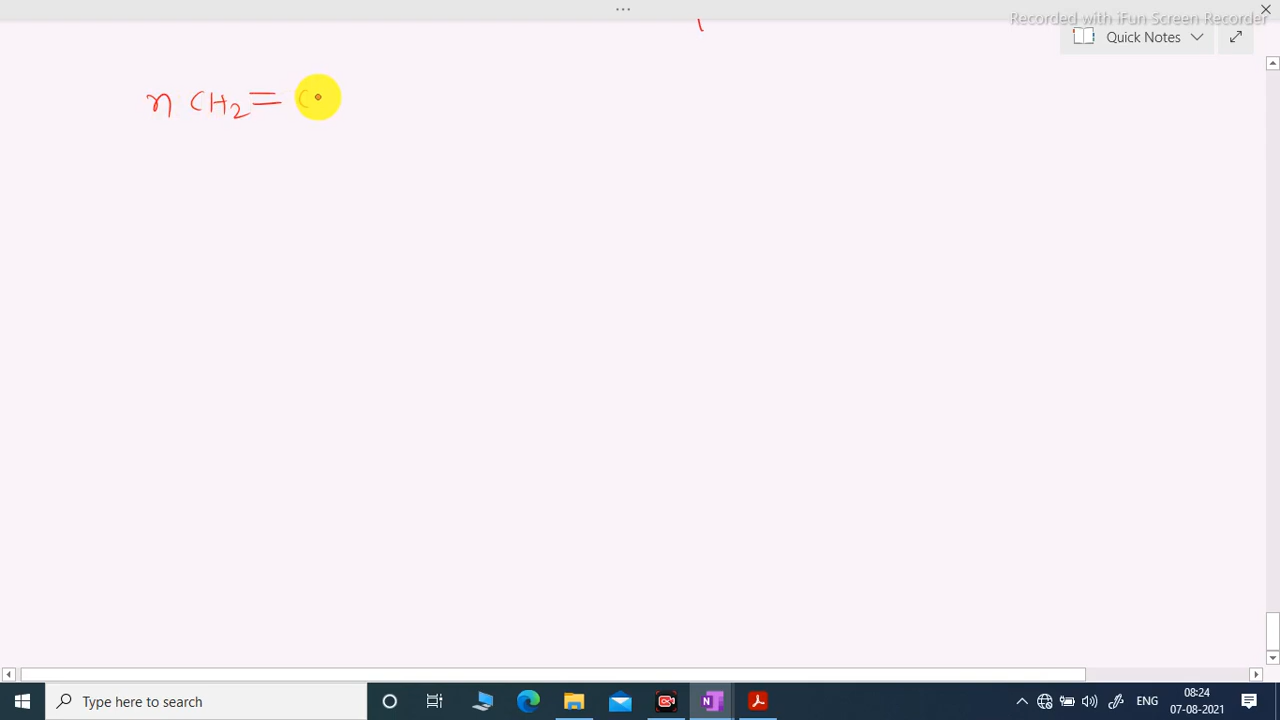 Recorded with iFun Screen Recorder
Quick Notes
n CH₂ = C
Type here to search
ENG
08:24
07-08-2021